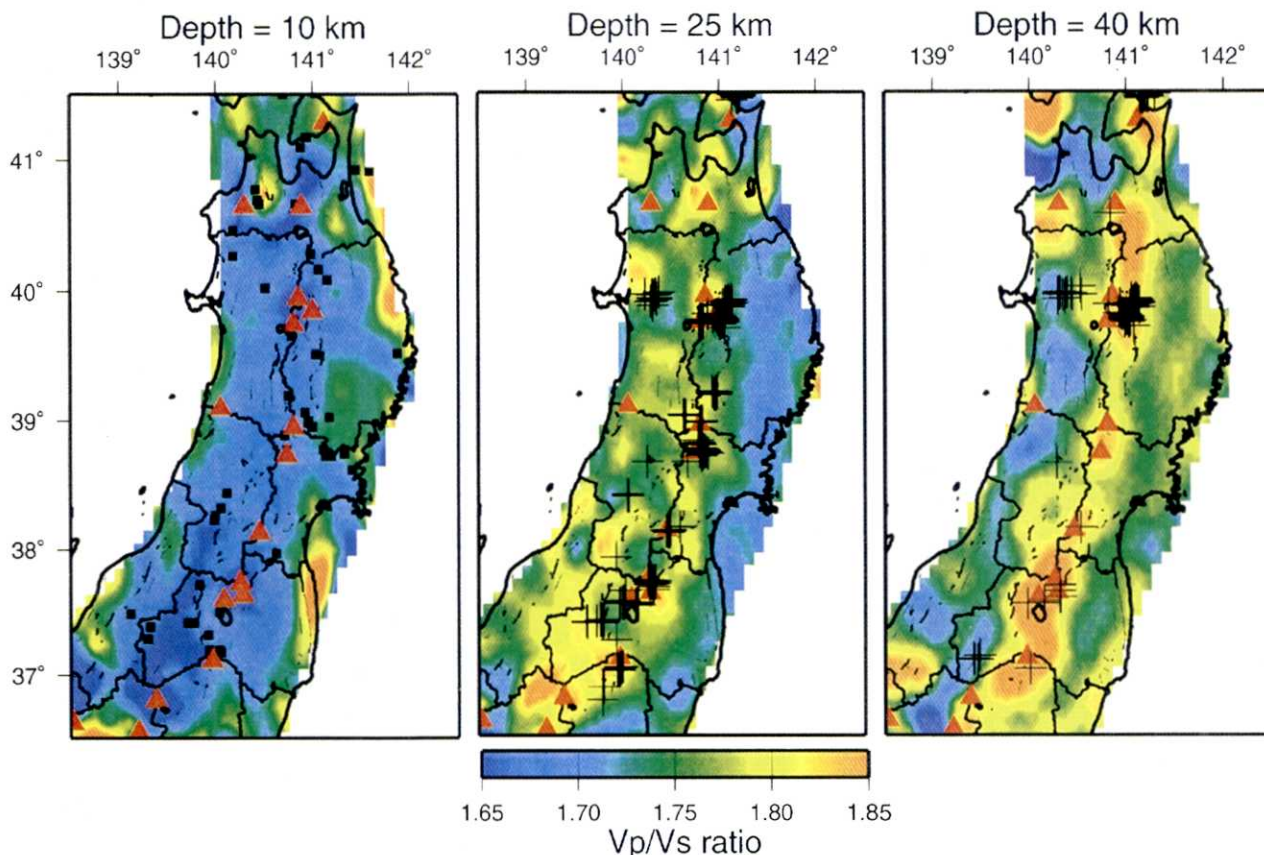 Depth = 10 km
Depth = 25 km
Depth = 40 km
139° 140° 141° 142°
139° 140° 141° 142°
139° 140° 141° 142°
41°
40°
39°
38°
37°
1.65 1.70 1.75 1.80 1.85
Vp/Vs ratio